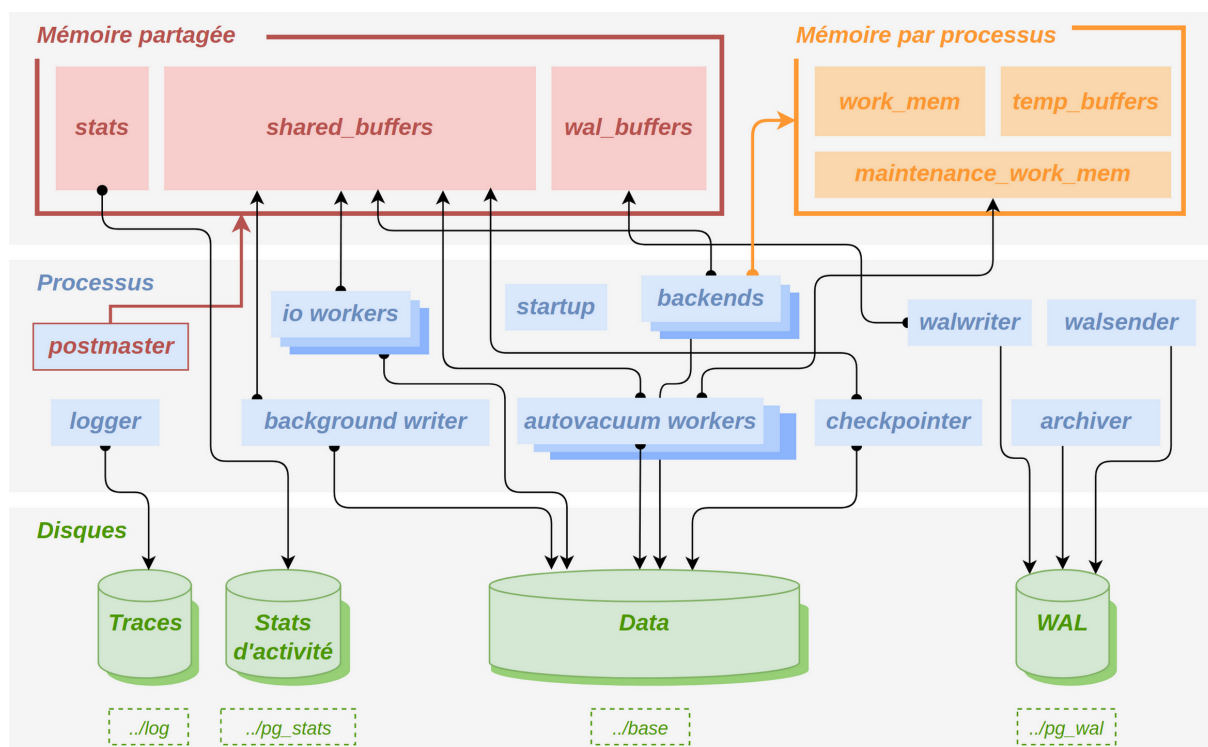 Mémoire partagée
Mémoire par processus
stats
shared_buffers
wal_buffers
work_mem
temp_buffers
maintenance_work_mem
Processus
postmaster
io workers
startup
backends
walwriter
walsender
logger
background writer
autovacuum workers
checkpointer
archiver
Disques
Traces
Stats
d'activité
Data
WAL
../log
../pg_stats
../base
../pg_wal